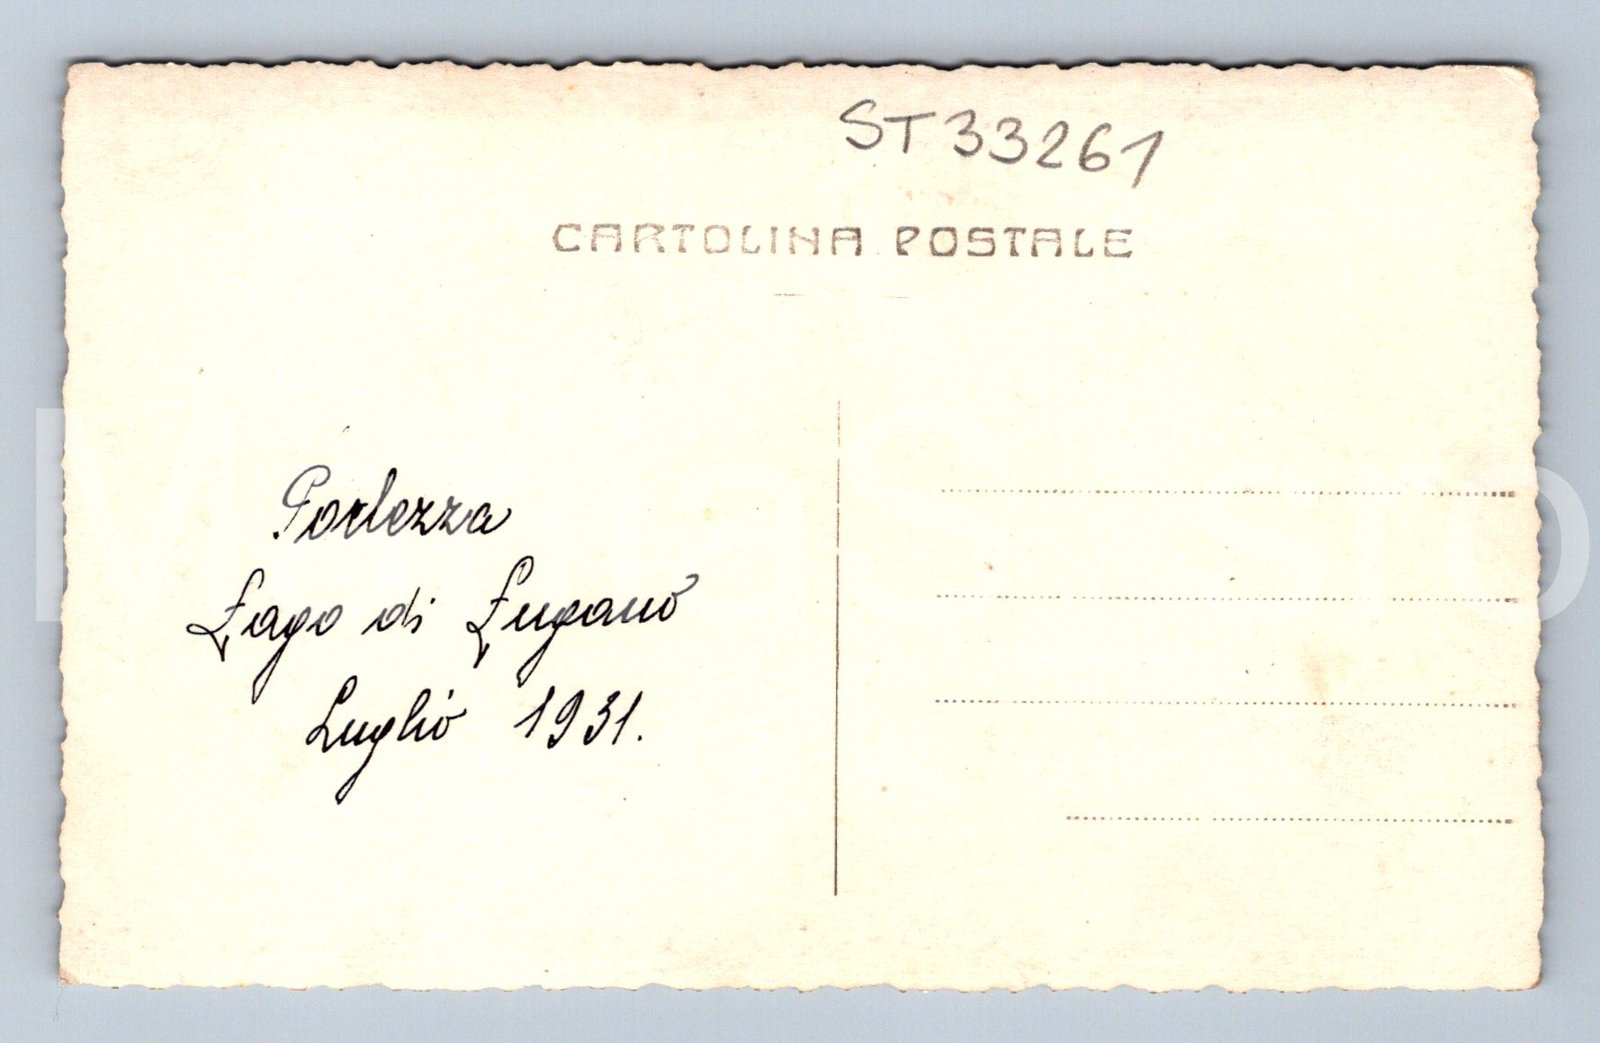 ST33261
CARTOLINA POSTALE
Porlezza
Lago di Lugano
Luglio 1931.